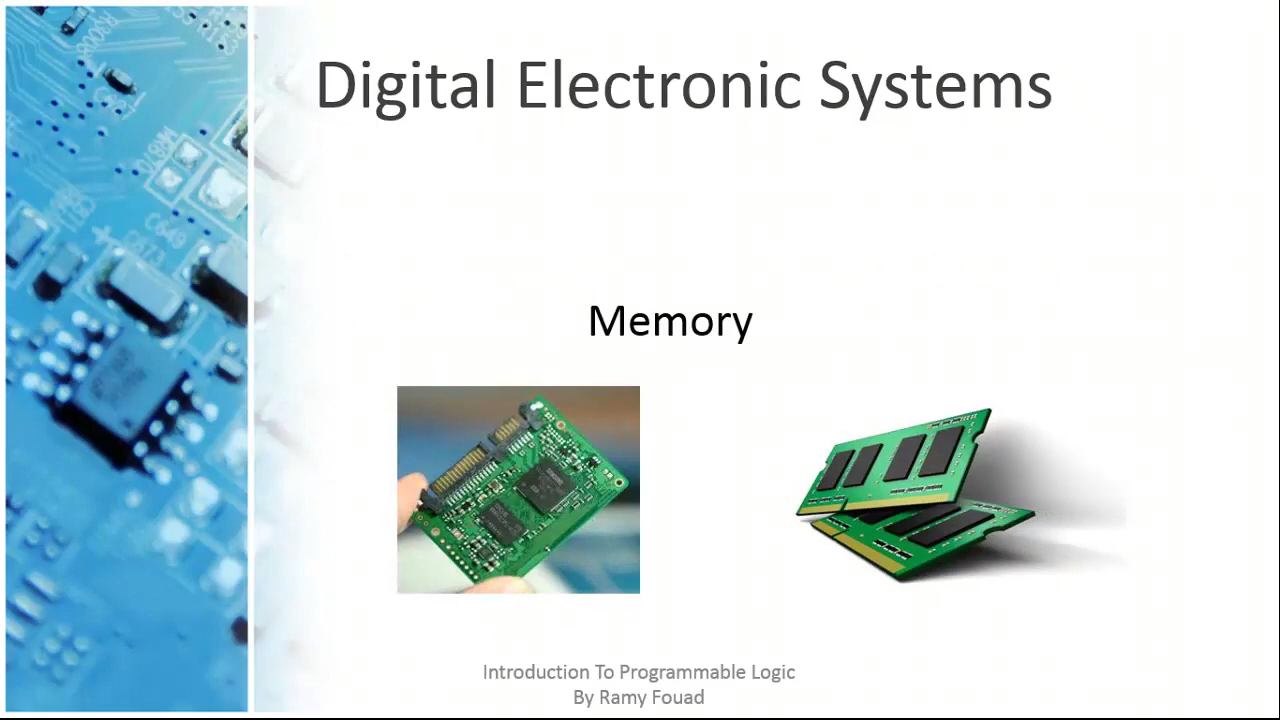 Digital Electronic Systems
Memory
Introduction To Programmable Logic
By Ramy Fouad